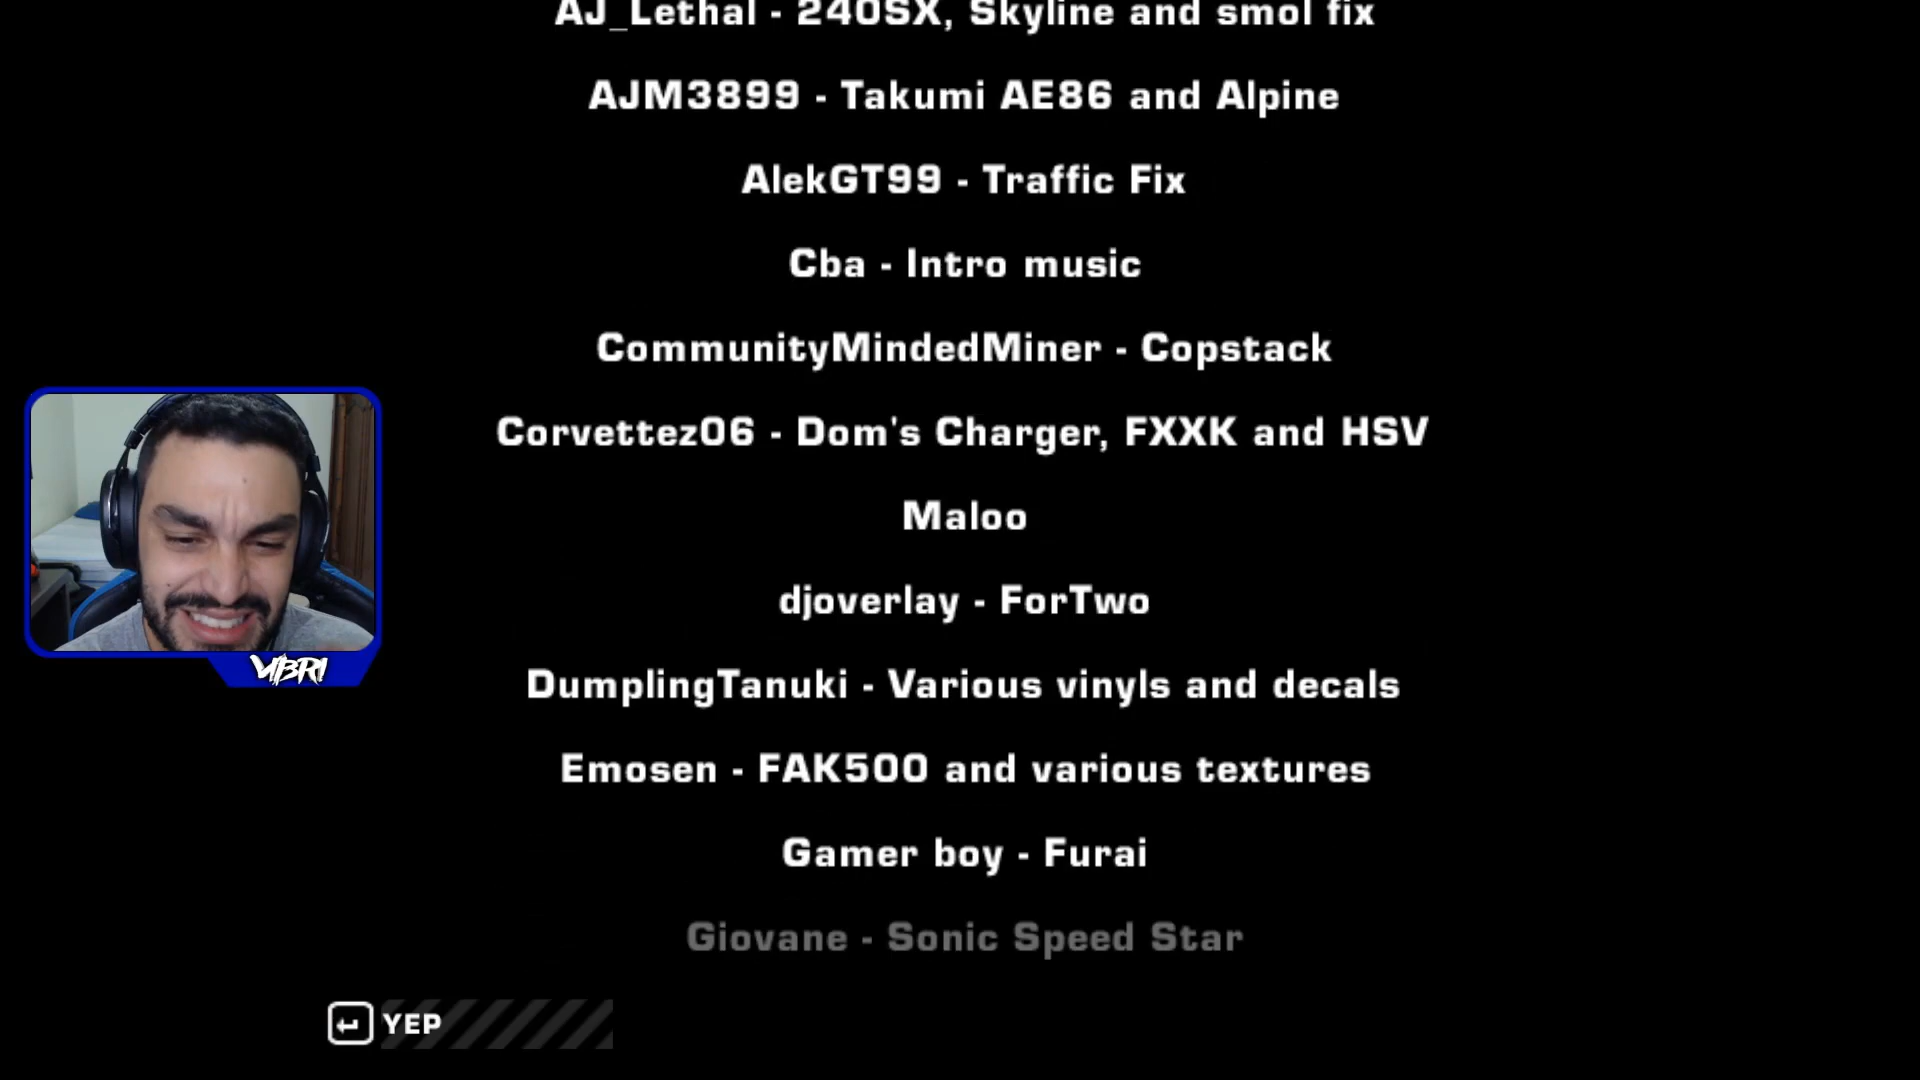 AJ_Lethal - 240SX, Skyline and smol fix
AJM3899 - Takumi AE86 and Alpine
AlekGT99 - Traffic Fix
Cba - Intro music
CommunityMindedMiner - Copstack
Corvettez06 - Dom's Charger, FXXK and HSV
Maloo
djoverlay - ForTwo
VBR1
DumplingTanuki - Various vinyls and decals
Emosen - FAK500 and various textures
Gamer boy - Furai
Giovane - Sonic Speed Star
YEP